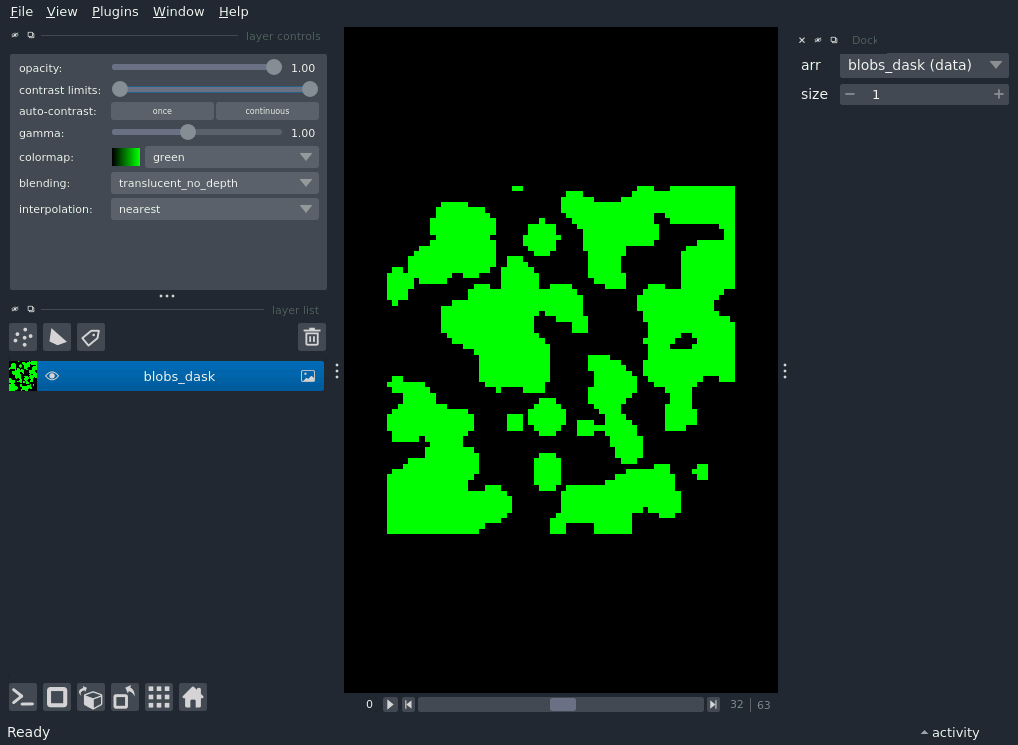 File View Plugins Window Help
layer controls
opacity: 1.00
contrast limits:
auto-contrast: once continuous
gamma: 1.00
colormap: green
blending: translucent_no_depth
interpolation: nearest
layer list
blobs_dask
0 32 | 63
Ready
Dock
arr blobs_dask (data)
size 1
activity